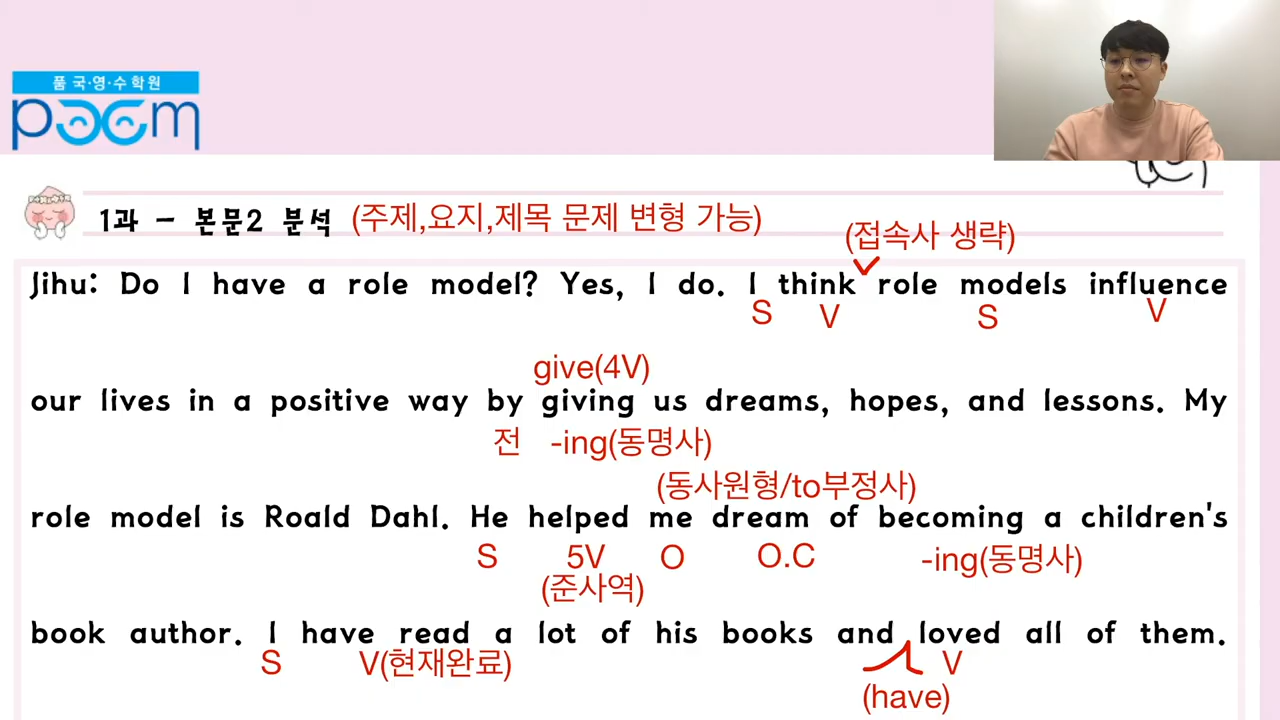 품 국·영·수학원
poem
1과 - 본문2 분석 (주제,요지,제목 문제 변형 가능)
(접속사 생략)
Jihu: Do I have a role model? Yes, I do. I think role models influence
S V S V
give(4V)
our lives in a positive way by giving us dreams, hopes, and lessons. My
전 -ing(동명사)
(동사원형/to부정사)
role model is Roald Dahl. He helped me dream of becoming a children's
S 5V O O.C -ing(동명사)
(준사역)
book author. I have read a lot of his books and loved all of them.
S V(현재완료) V
(have)